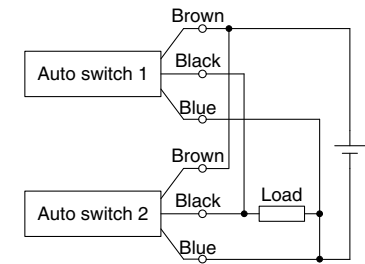 Brown
Auto switch 1
Black
Blue
Brown
Auto switch 2
Black
Load
Blue